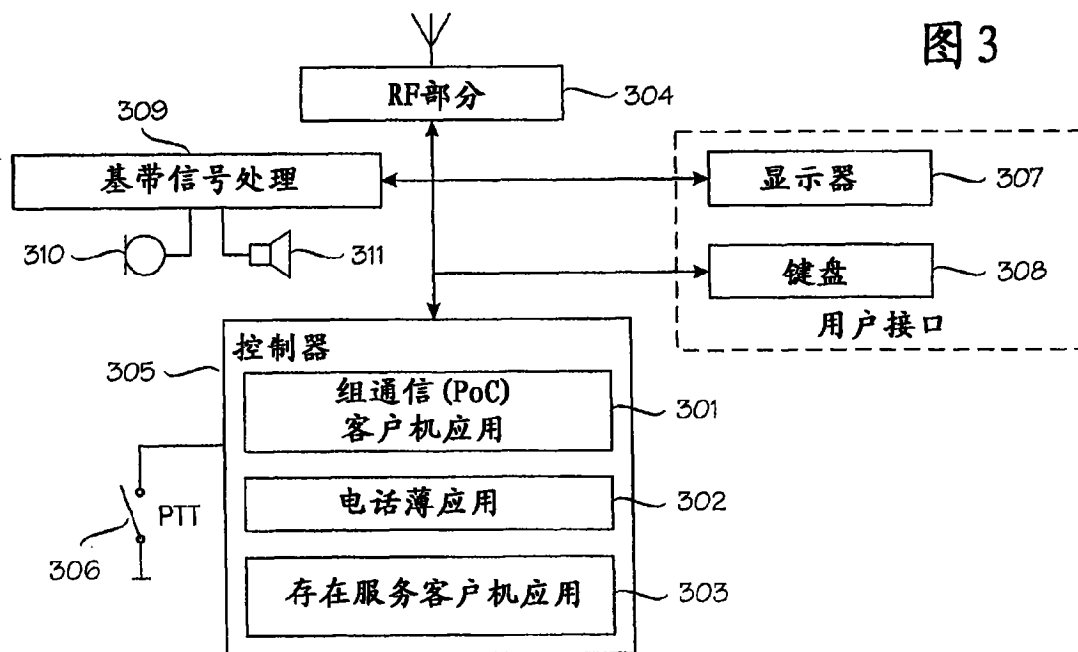 图3
RF部分
304
309
基带信号处理
显示器
307
310
311
键盘
308
用户接口
控制器
305
组通信(PoC)
客户机应用
301
电话薄应用
302
PTT
306
存在服务客户机应用
303